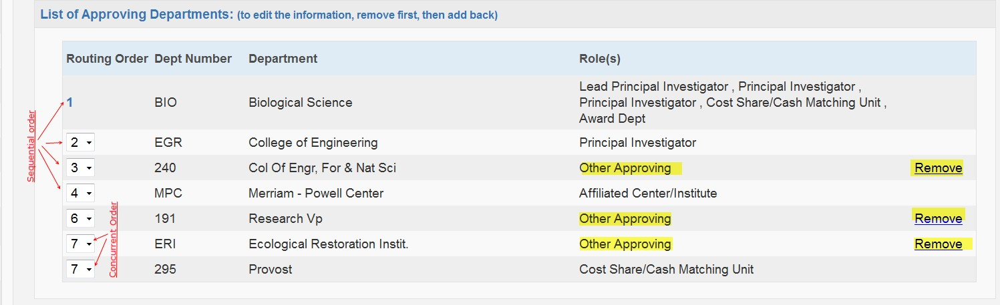 List of Approving Departments: (to edit the information, remove first, then add back)
Routing Order Dept Number Department Role(s)
1 BIO Biological Science Lead Principal Investigator , Principal Investigator ,
Principal Investigator , Cost Share/Cash Matching Unit ,
Award Dept
2 EGR College of Engineering Principal Investigator
3 240 Col Of Engr, For & Nat Sci Other Approving Remove
4 MPC Merriam - Powell Center Affiliated Center/Institute
6 191 Research Vp Other Approving Remove
7 ERI Ecological Restoration Instit. Other Approving Remove
7 295 Provost Cost Share/Cash Matching Unit
Sequential order
Concurrent Order